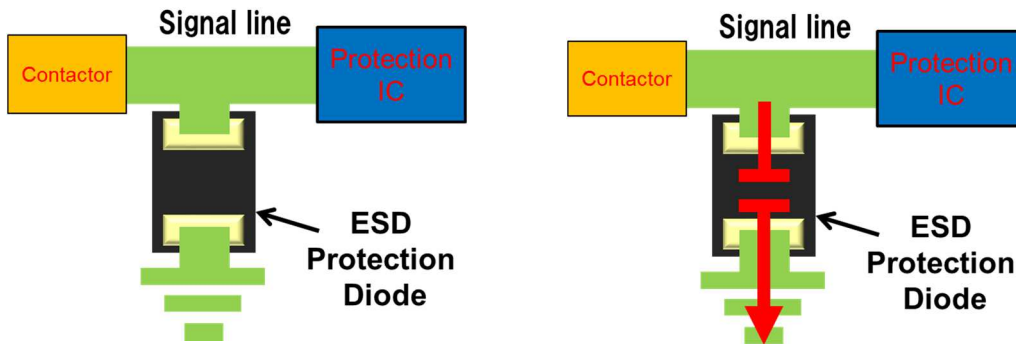 Signal line
Contactor
Protection
IC
ESD
Protection
Diode
Signal line
Contactor
Protection
IC
ESD
Protection
Diode